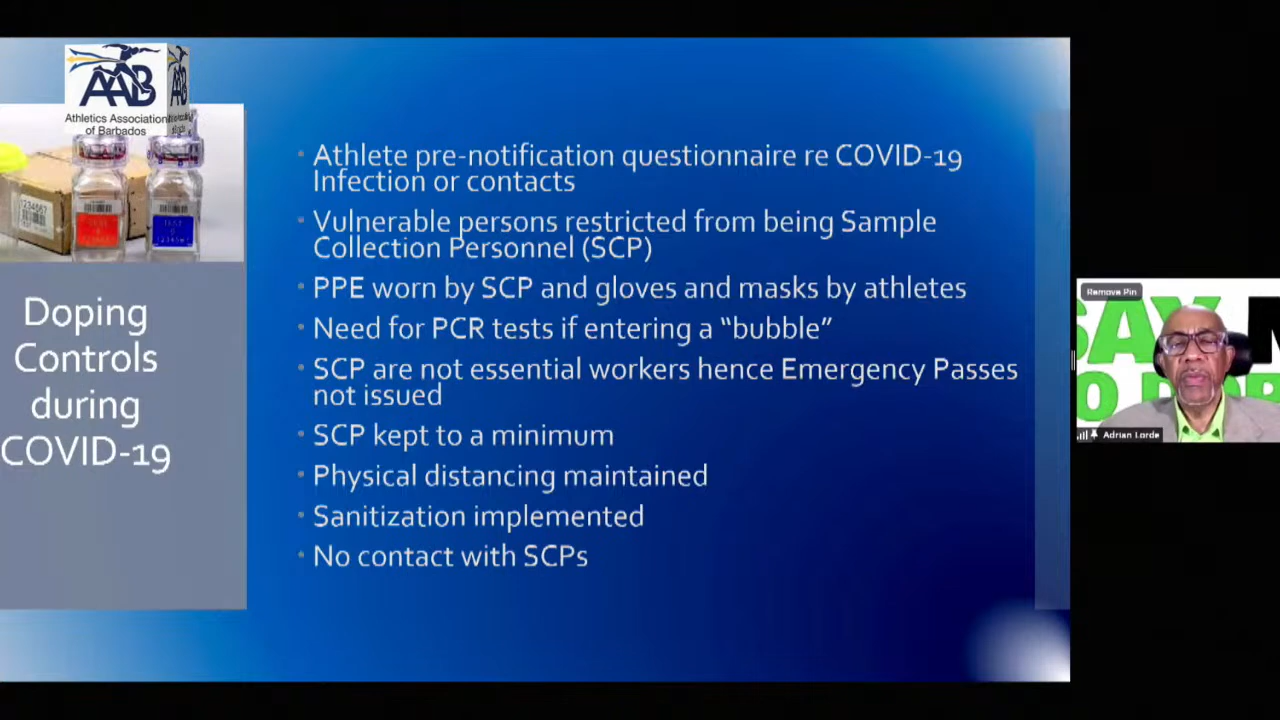 AAB
Athletics Association
of Barbados
1234567
Doping
Controls
during
COVID-19
• Athlete pre-notification questionnaire re COVID-19
Infection or contacts
• Vulnerable persons restricted from being Sample
Collection Personnel (SCP)
• PPE worn by SCP and gloves and masks by athletes
• Need for PCR tests if entering a “bubble”
• SCP are not essential workers hence Emergency Passes
not issued
• SCP kept to a minimum
• Physical distancing maintained
• Sanitization implemented
• No contact with SCPs
Remove Pin
SAY
Adrian Lorde